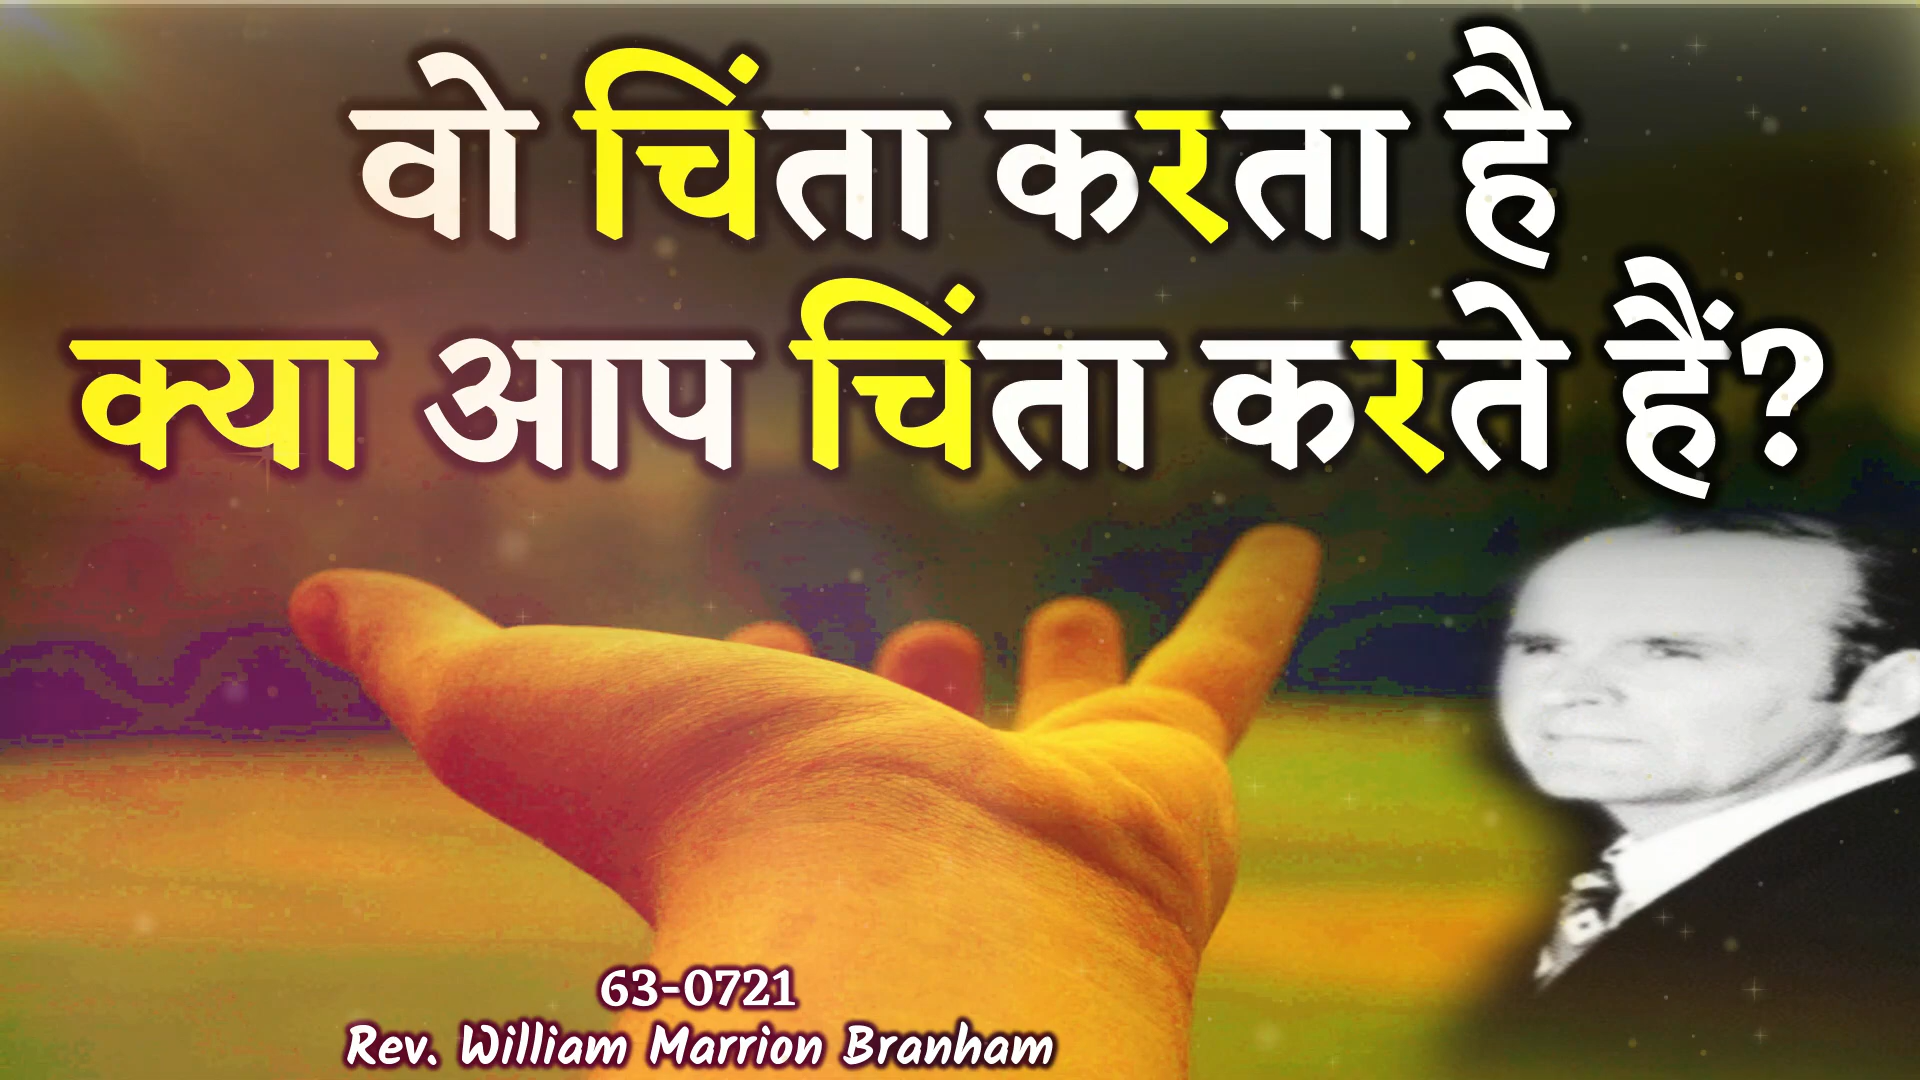 वो चिंता करता है
क्या आप चिंता करते हैं?
63-0721
Rev. William Marrion Branham